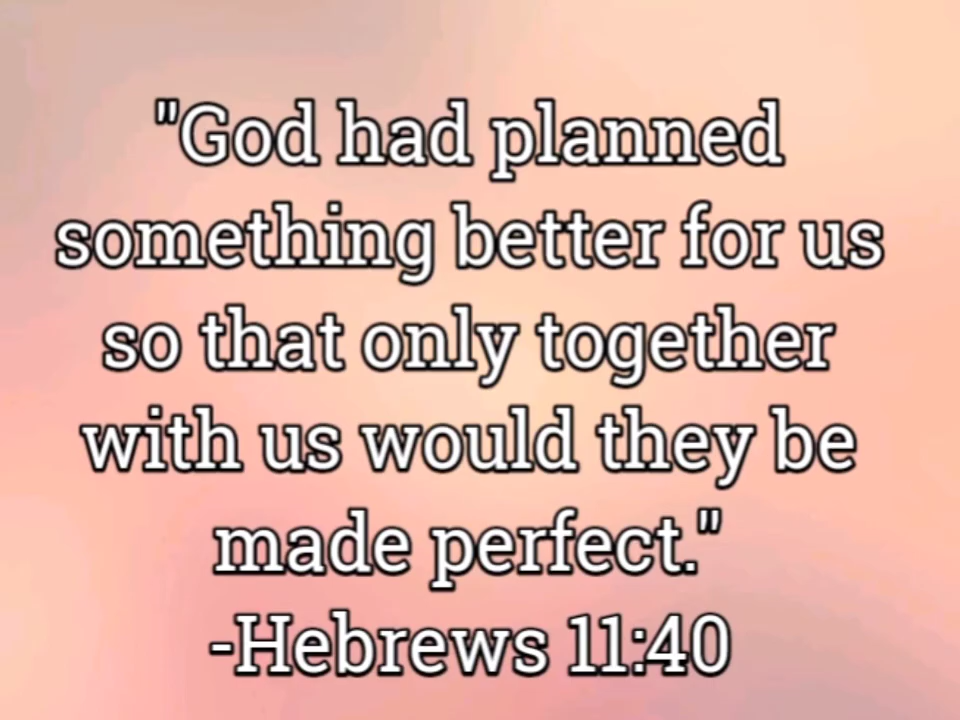 "God had planned
something better for us
so that only together
with us would they be
made perfect."
-Hebrews 11:40